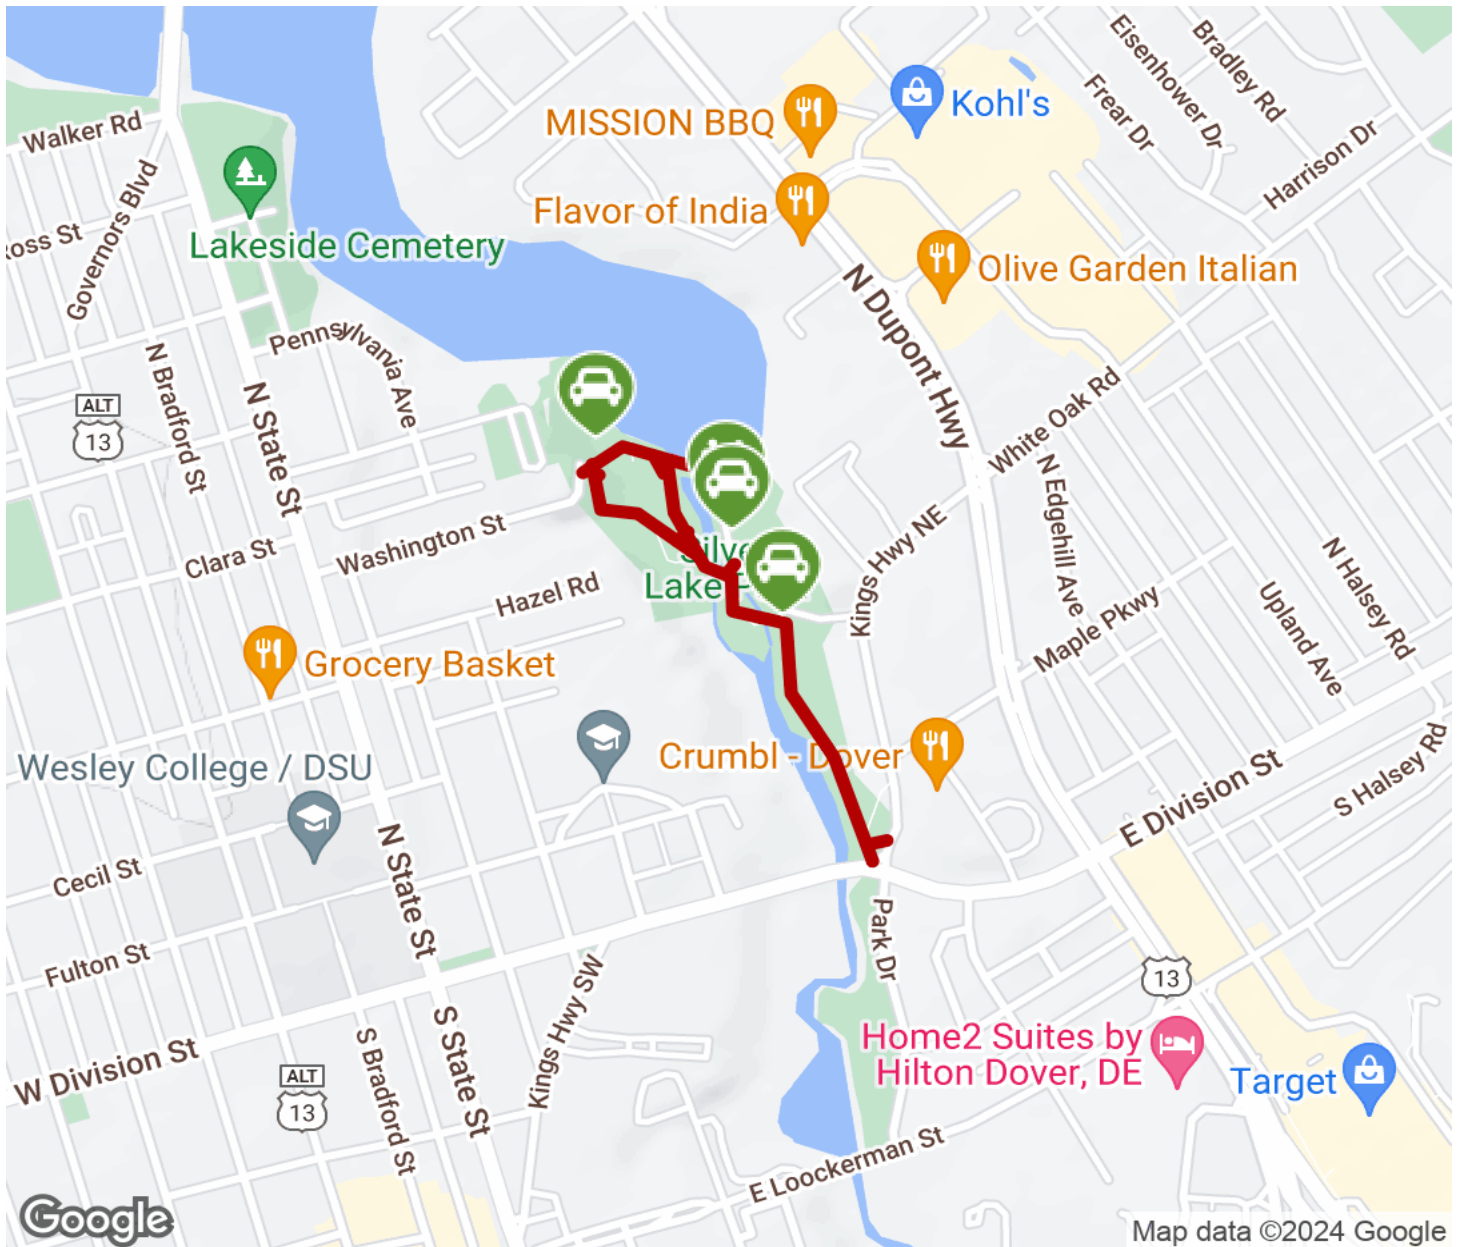 Walker Rd
Governors Blvd
Ross St
Lakeside Cemetery
Pennsylvania Ave
N Bradford St
N State St
ALT
13
MISSION BBQ
Kohl's
Flavor of India
Olive Garden Italian
N Dupont Hwy
Eisenhower Dr
Bradley Rd
Frear Dr
Harrison Dr
White Oak Rd
N Edgehill Ave
Kings Hwy NE
Clara St
Washington St
Hazel Rd
Lake
Maple Pkwy
Upland Ave
N Halsey Rd
Grocery Basket
Wesley College / DSU
Crumbl - Dover
E Division St
S Halsey Rd
Cecil St
N State St
Fulton St
Park Dr
13
W Division St
S Bradford St
S State St
Kings Hwy SW
ALT
13
Home2 Suites by
Hilton Dover, DE
Target
E Loockerman St
Google
Map data ©2024 Google